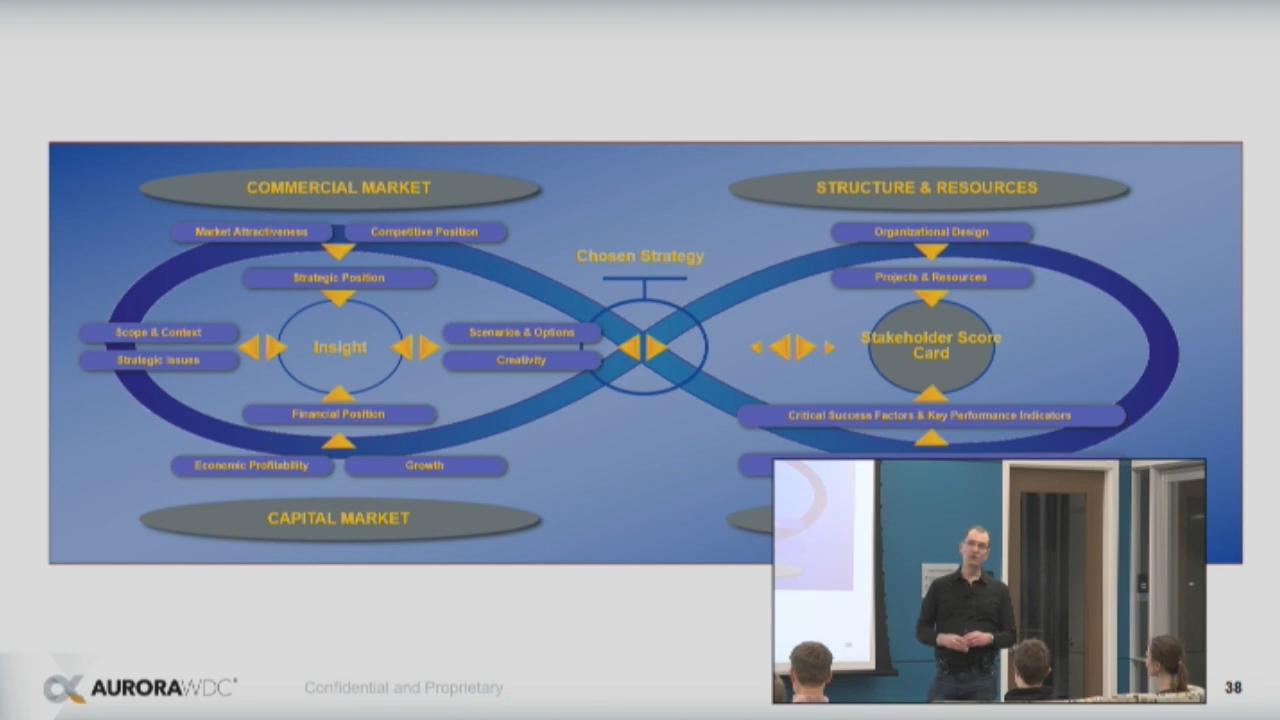 COMMERCIAL MARKET
STRUCTURE & RESOURCES
Market Attractiveness
Competitive Position
Organizational Design
Chosen Strategy
Strategic Position
Projects & Resources
Scope & Context
Strategic Issues
Insight
Scenarios & Options
Creativity
Stakeholder Score
Card
Financial Position
Critical Success Factors & Key Performance Indicators
Economic Profitability
Growth
CAPITAL MARKET
AURORAWDC
Confidential and Proprietary
38